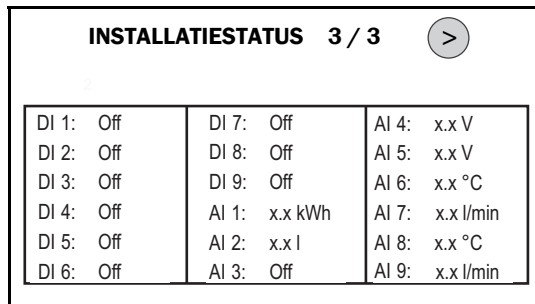 INSTALLATIESTATUS 3 / 3 >
2
DI 1: Off
DI 2: Off
DI 3: Off
DI 4: Off
DI 5: Off
DI 6: Off
DI 7: Off
DI 8: Off
DI 9: Off
AI 1: x.x kWh
AI 2: x.x l
AI 3: Off
AI 4: x.x V
AI 5: x.x V
AI 6: x.x °C
AI 7: x.x l/min
AI 8: x.x °C
AI 9: x.x l/min